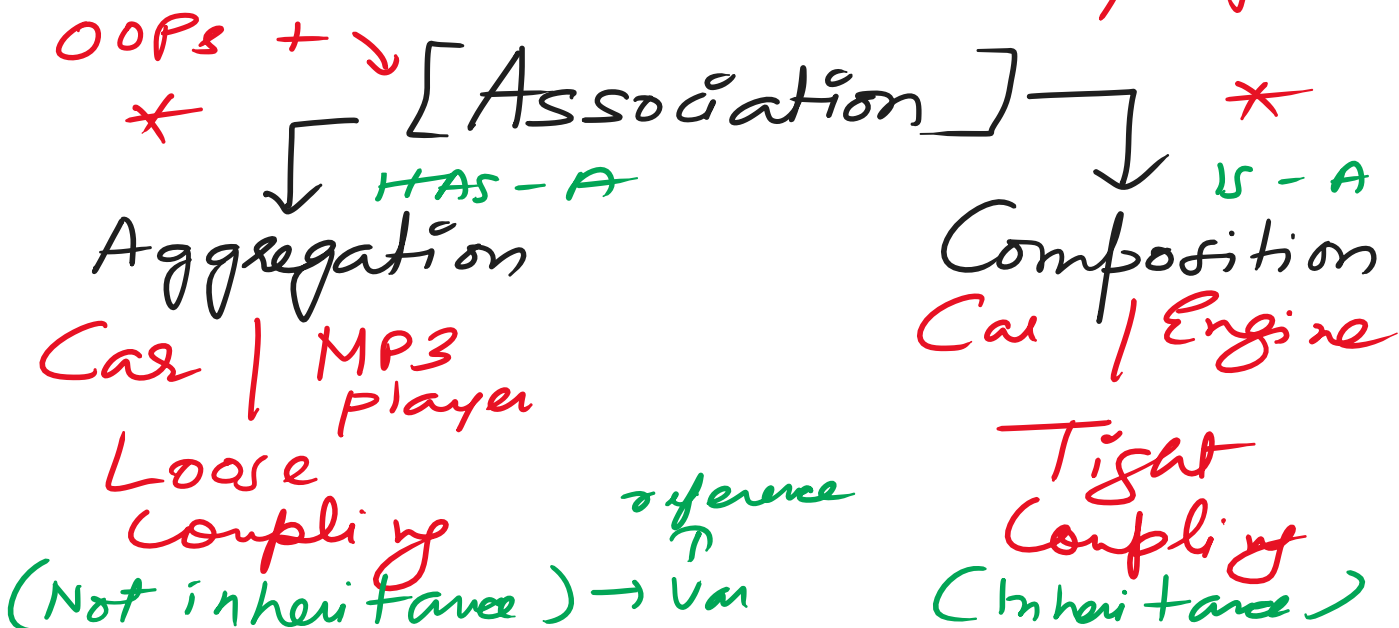 OOPs +
[Association]
HAS - A
IS - A
Aggregation
Composition
Car | MP3 player
Car | Engine
Loose Coupling
Tight Coupling
reference
(Not inheritance) → Var
(Inheritance)